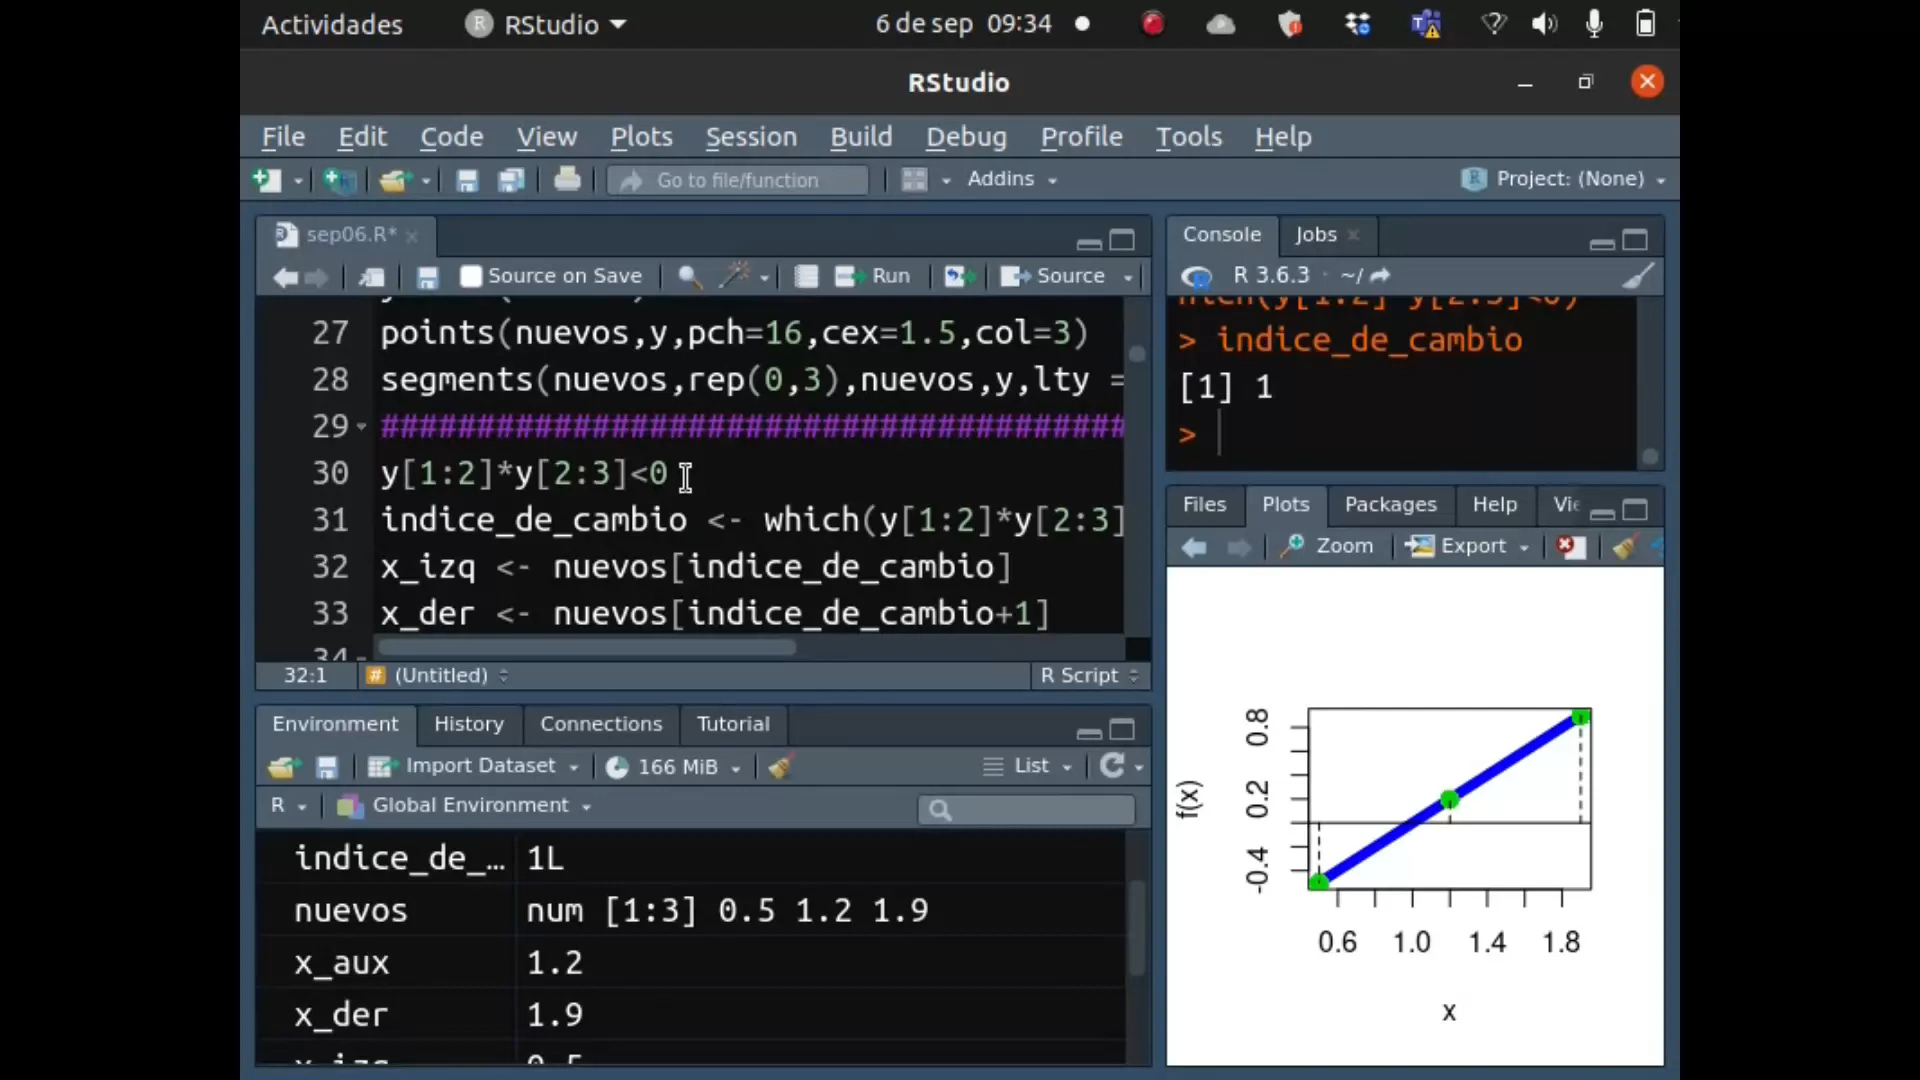 Actividades RStudio 6 de sep 09:34
RStudio
File Edit Code View Plots Session Build Debug Profile Tools Help
Go to file/function Addins Project: (None)
sep06.R*
Source on Save Run Source
27 points(nuevos,y,pch=16,cex=1.5,col=3)
28 segments(nuevos,rep(0,3),nuevos,y,lty =
29 #######################################
30 y[1:2]*y[2:3]<0
31 indice_de_cambio <- which(y[1:2]*y[2:3]
32 x_izq <- nuevos[indice_de_cambio]
33 x_der <- nuevos[indice_de_cambio+1]
34
32:1 (Untitled) R Script
Console Jobs
R 3.6.3 · ~/
> indice_de_cambio
[1] 1
>
Environment History Connections Tutorial
Import Dataset 166 MiB List
R Global Environment
indice_de_… 1L
nuevos num [1:3] 0.5 1.2 1.9
x_aux 1.2
x_der 1.9
Files Plots Packages Help
Zoom Export
0.8
0.2
-0.4
f(x)
0.6 1.0 1.4 1.8
x